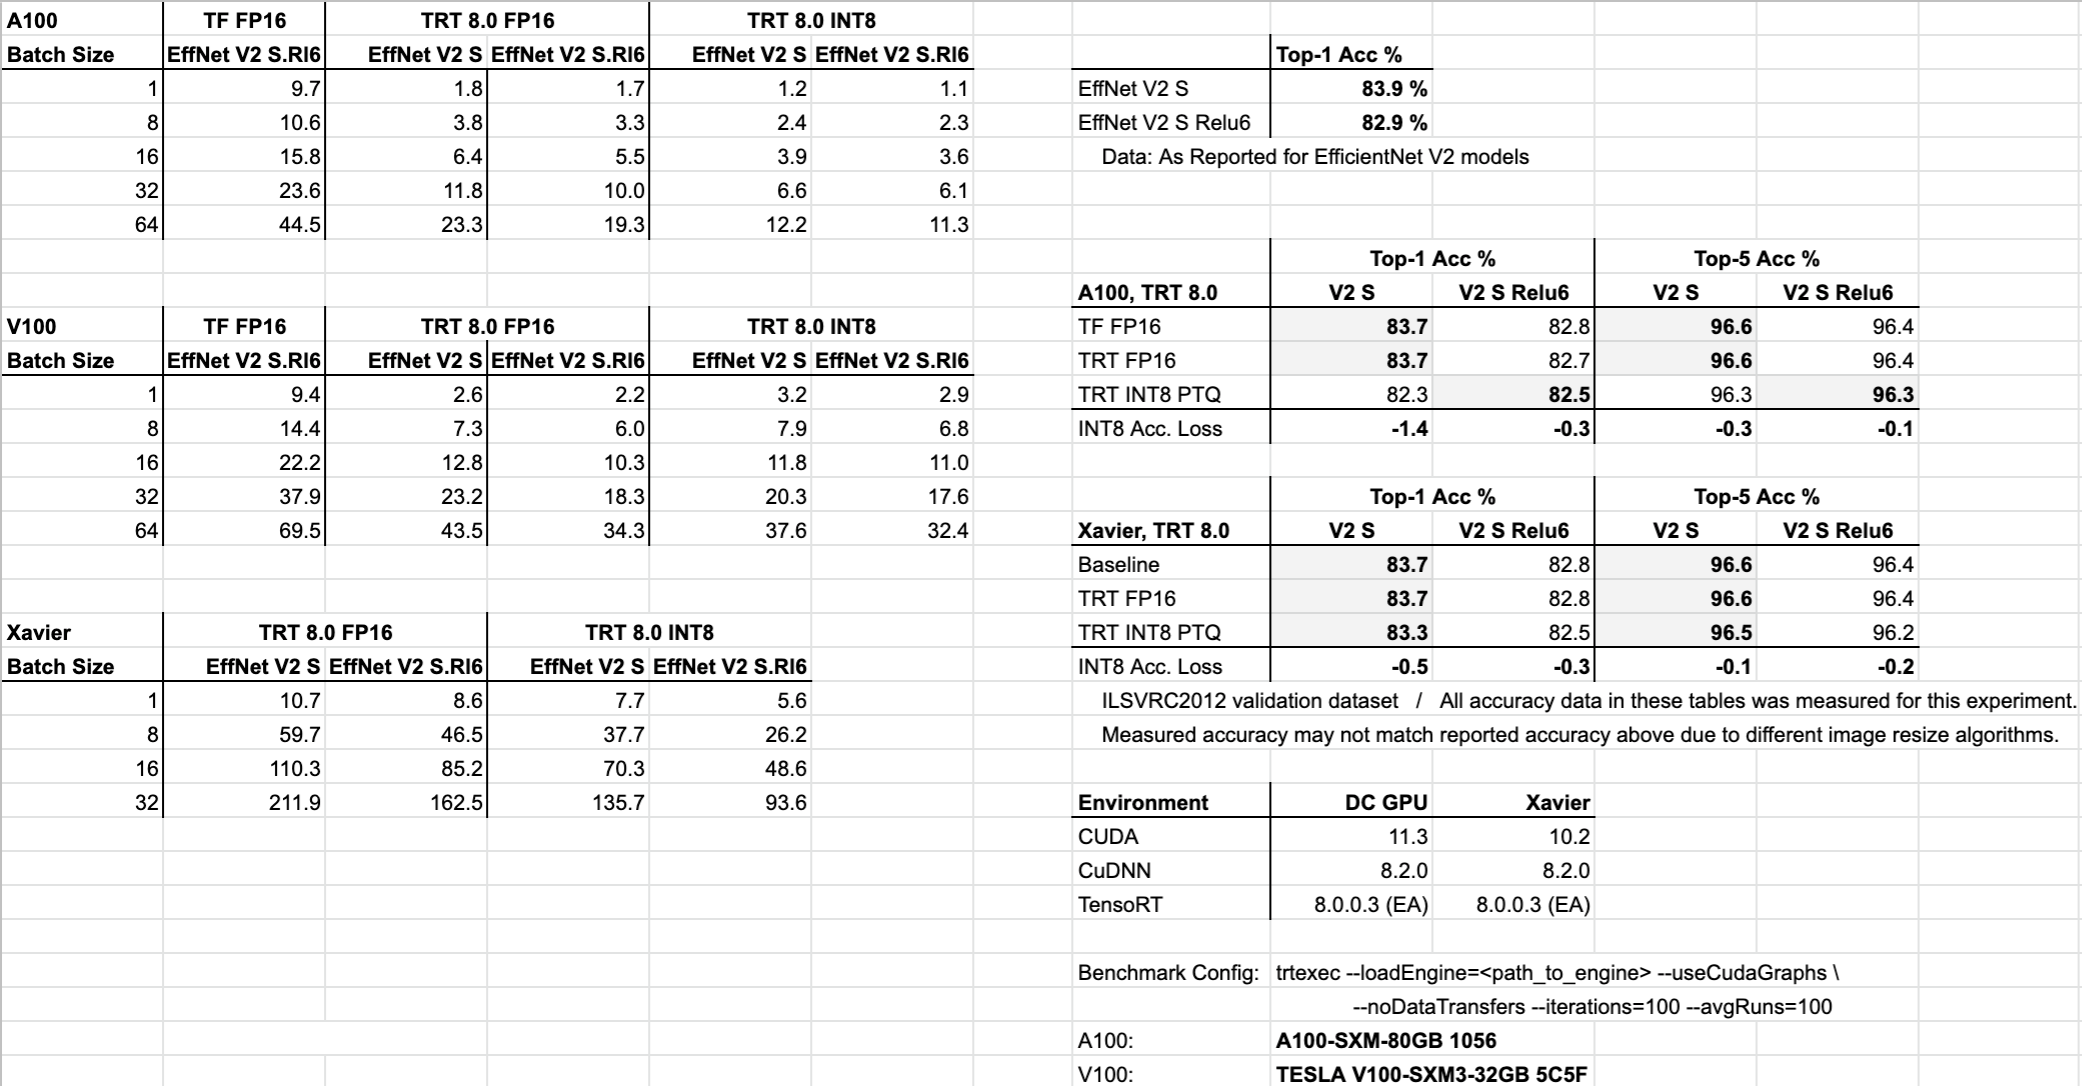 A100 TF FP16 TRT 8.0 FP16 TRT 8.0 INT8
Batch Size EffNet V2 S.RI6 EffNet V2 S EffNet V2 S.RI6 EffNet V2 S EffNet V2 S.RI6
1 9.7 1.8 1.7 1.2 1.1
8 10.6 3.8 3.3 2.4 2.3
16 15.8 6.4 5.5 3.9 3.6
32 23.6 11.8 10.0 6.6 6.1
64 44.5 23.3 19.3 12.2 11.3
V100 TF FP16 TRT 8.0 FP16 TRT 8.0 INT8
Batch Size EffNet V2 S.RI6 EffNet V2 S EffNet V2 S.RI6 EffNet V2 S EffNet V2 S.RI6
1 9.4 2.6 2.2 3.2 2.9
8 14.4 7.3 6.0 7.9 6.8
16 22.2 12.8 10.3 11.8 11.0
32 37.9 23.2 18.3 20.3 17.6
64 69.5 43.5 34.3 37.6 32.4
Xavier TRT 8.0 FP16 TRT 8.0 INT8
Batch Size EffNet V2 S EffNet V2 S.RI6 EffNet V2 S EffNet V2 S.RI6
1 10.7 8.6 7.7 5.6
8 59.7 46.5 37.7 26.2
16 110.3 85.2 70.3 48.6
32 211.9 162.5 135.7 93.6
Top-1 Acc %
EffNet V2 S 83.9 %
EffNet V2 S Relu6 82.9 %
Data: As Reported for EfficientNet V2 models
Top-1 Acc % Top-5 Acc %
A100, TRT 8.0 V2 S V2 S Relu6 V2 S V2 S Relu6
TF FP16 83.7 82.8 96.6 96.4
TRT FP16 83.7 82.7 96.6 96.4
TRT INT8 PTQ 82.3 82.5 96.3 96.3
INT8 Acc. Loss -1.4 -0.3 -0.3 -0.1
Top-1 Acc % Top-5 Acc %
Xavier, TRT 8.0 V2 S V2 S Relu6 V2 S V2 S Relu6
Baseline 83.7 82.8 96.6 96.4
TRT FP16 83.7 82.8 96.6 96.4
TRT INT8 PTQ 83.3 82.5 96.5 96.2
INT8 Acc. Loss -0.5 -0.3 -0.1 -0.2
ILSVRC2012 validation dataset / All accuracy data in these tables was measured for this experiment.
Measured accuracy may not match reported accuracy above due to different image resize algorithms.
Environment DC GPU Xavier
CUDA 11.3 10.2
CuDNN 8.2.0 8.2.0
TensoRT 8.0.0.3 (EA) 8.0.0.3 (EA)
Benchmark Config: trtexec --loadEngine=<path_to_engine> --useCudaGraphs \
--noDataTransfers --iterations=100 --avgRuns=100
A100: A100-SXM-80GB 1056
V100: TESLA V100-SXM3-32GB 5C5F